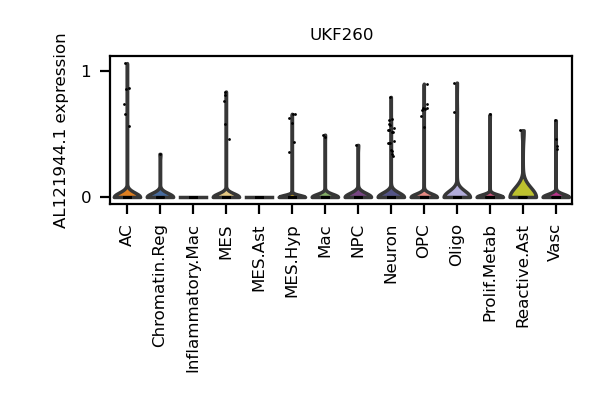 UKF260
AL121944.1 expression
1
0
AC
Chromatin.Reg
Inflammatory.Mac
MES
MES.Ast
MES.Hyp
Mac
NPC
Neuron
OPC
Oligo
Prolif.Metab
Reactive.Ast
Vasc